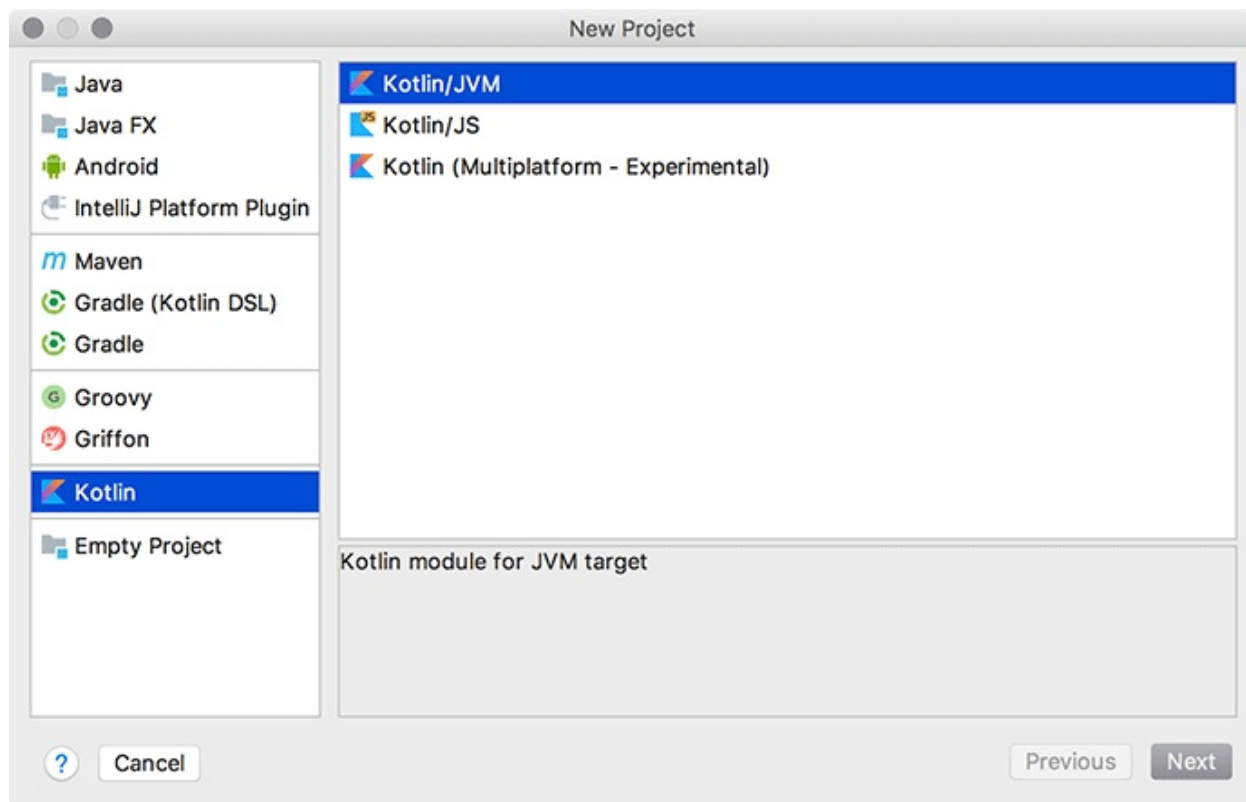 New Project
Java
Java FX
Android
IntelliJ Platform Plugin
Maven
Gradle (Kotlin DSL)
Gradle
Groovy
Griffon
Kotlin
Empty Project
Kotlin/JVM
Kotlin/JS
Kotlin (Multiplatform - Experimental)
Kotlin module for JVM target
? Cancel
Previous Next